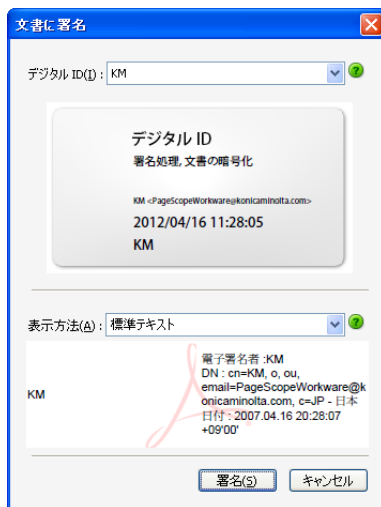 文書に署名
デジタル ID(I) : KM
デジタル ID
署名処理, 文書の暗号化
KM <PageScopeWorkware@konicaminolta.com>
2012/04/16 11:28:05
KM
表示方法(A) : 標準テキスト
KM
電子署名者 :KM
DN : cn=KM, o, ou,
email=PageScopeWorkware@k
onicaminolta.com, c=JP - 日本
日付 : 2007.04.16 20:28:07
+09'00'
署名(S) キャンセル